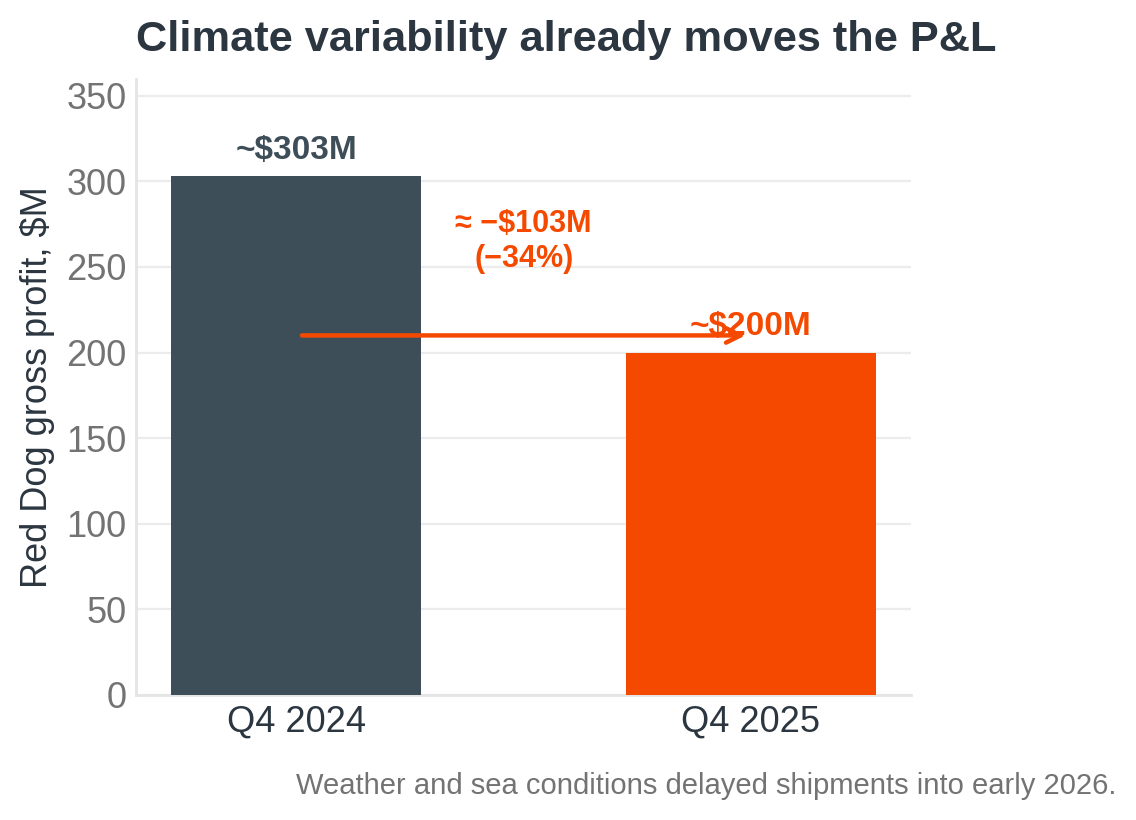 Climate variability already moves the P&L
Red Dog gross profit, $M
350
300
250
200
150
100
50
0
~$303M
≈ −$103M
(−34%)
~$200M
Q4 2024
Q4 2025
Weather and sea conditions delayed shipments into early 2026.